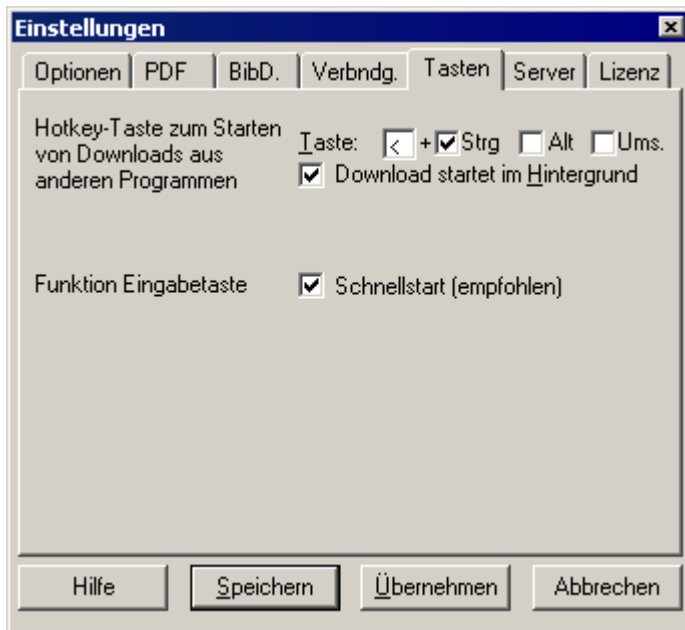 Einstellungen
Optionen PDF BibD. Verbndg. Tasten Server Lizenz
Hotkey-Taste zum Starten
von Downloads aus
anderen Programmen
Taste: < + Strg Alt Ums.
Download startet im Hintergrund
Funktion Eingabetaste Schnellstart (empfohlen)
Hilfe Speichern Übernehmen Abbrechen